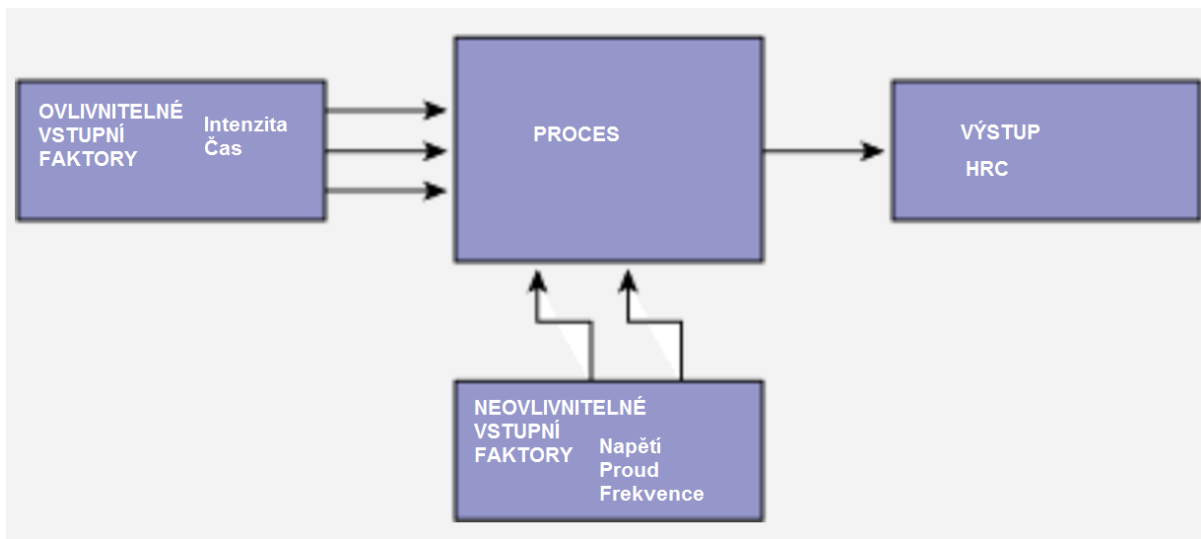 OVLIVNITELNÉ
VSTUPNÍ
FAKTORY
Intenzita
Čas
PROCES
VÝSTUP
HRC
NEOVLIVNITELNÉ
VSTUPNÍ
FAKTORY
Napětí
Proud
Frekvence